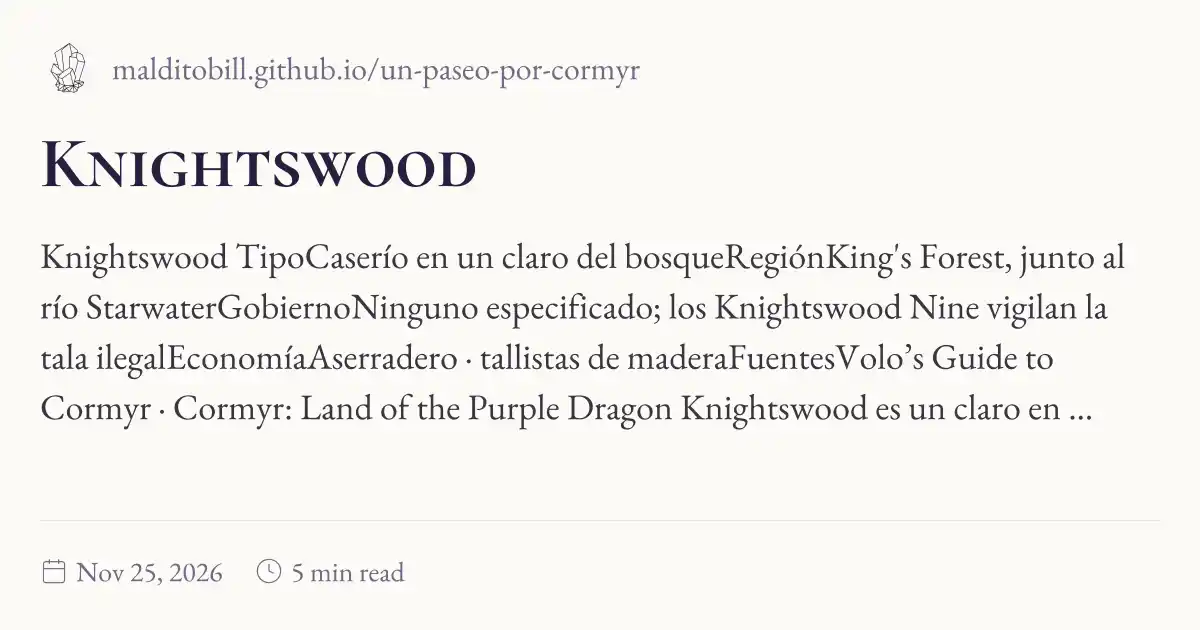 malditobill.github.io/un-paseo-por-cormyr
Knightswood
Knightswood TipoCaserío en un claro del bosqueRegiónKing's Forest, junto al
río StarwaterGobiernoNinguno especificado; los Knightswood Nine vigilan la
tala ilegalEconomíaAserradero · tallistas de maderaFuentesVolo’s Guide to
Cormyr · Cormyr: Land of the Purple Dragon Knightswood es un claro en ...
Nov 25, 2026
5 min read